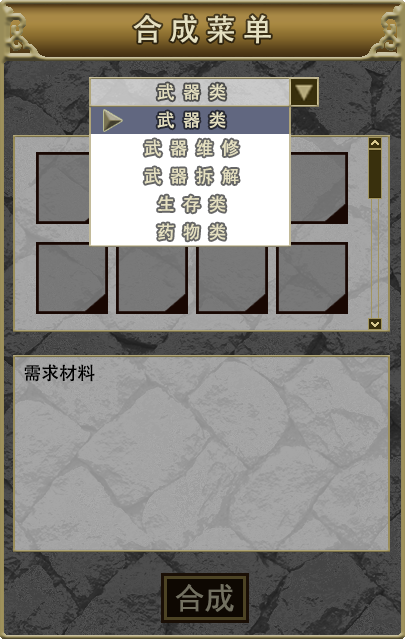 合成菜单
武器类
武器类
武器维修
武器拆解
生存类
药物类
需求材料
合成